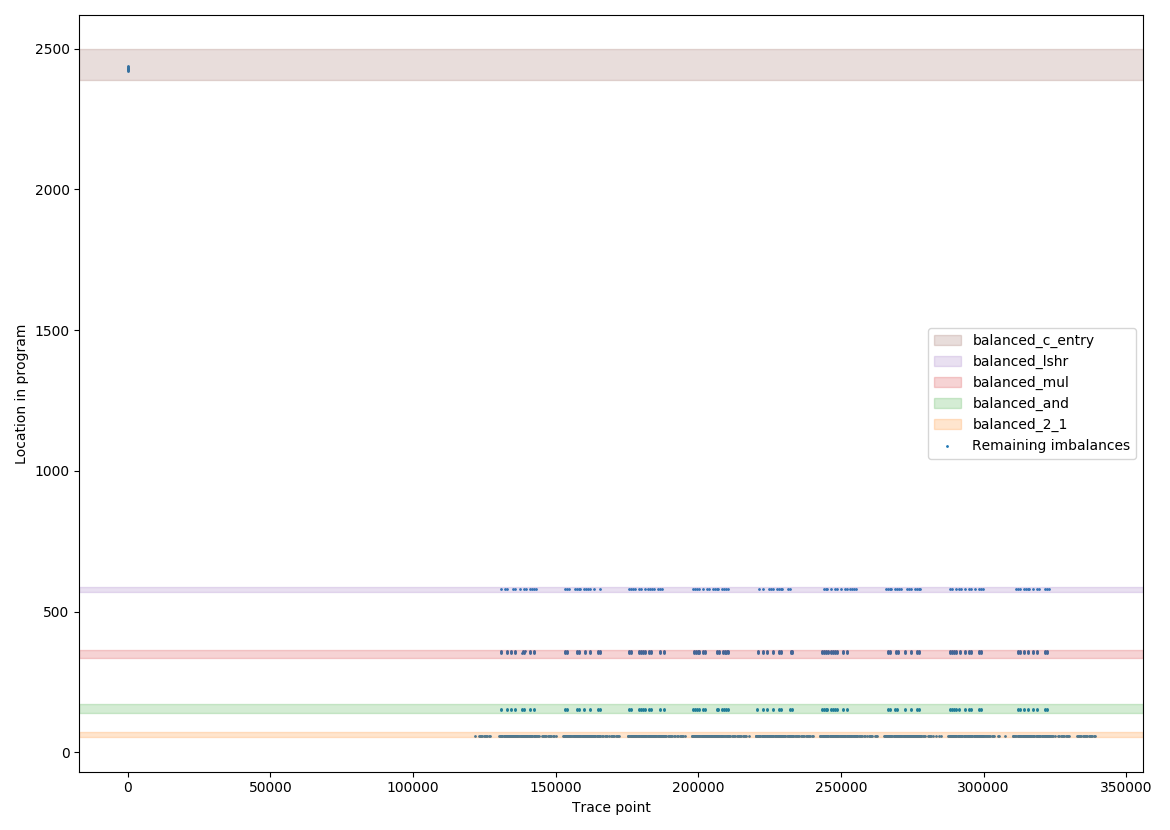 2500
2000
1500
1000
500
0
Location in program
balanced_c_entry
balanced_lshr
balanced_mul
balanced_and
balanced_2_1
Remaining imbalances
0 50000 100000 150000 200000 250000 300000 350000
Trace point